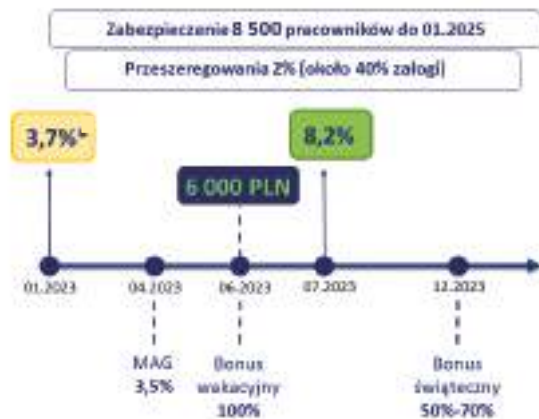 Zabezpieczenie 8 500 pracowników do 01.2025
Przeszeregowania 2% (około 40% załogi)
3,7%
8,2%
6 000 PLN
01.2023
04.2023
06.2023
07.2023
12.2023
MAG
3,5%
Bonus
wakacyjny
100%
Bonus
świąteczny
50%-70%